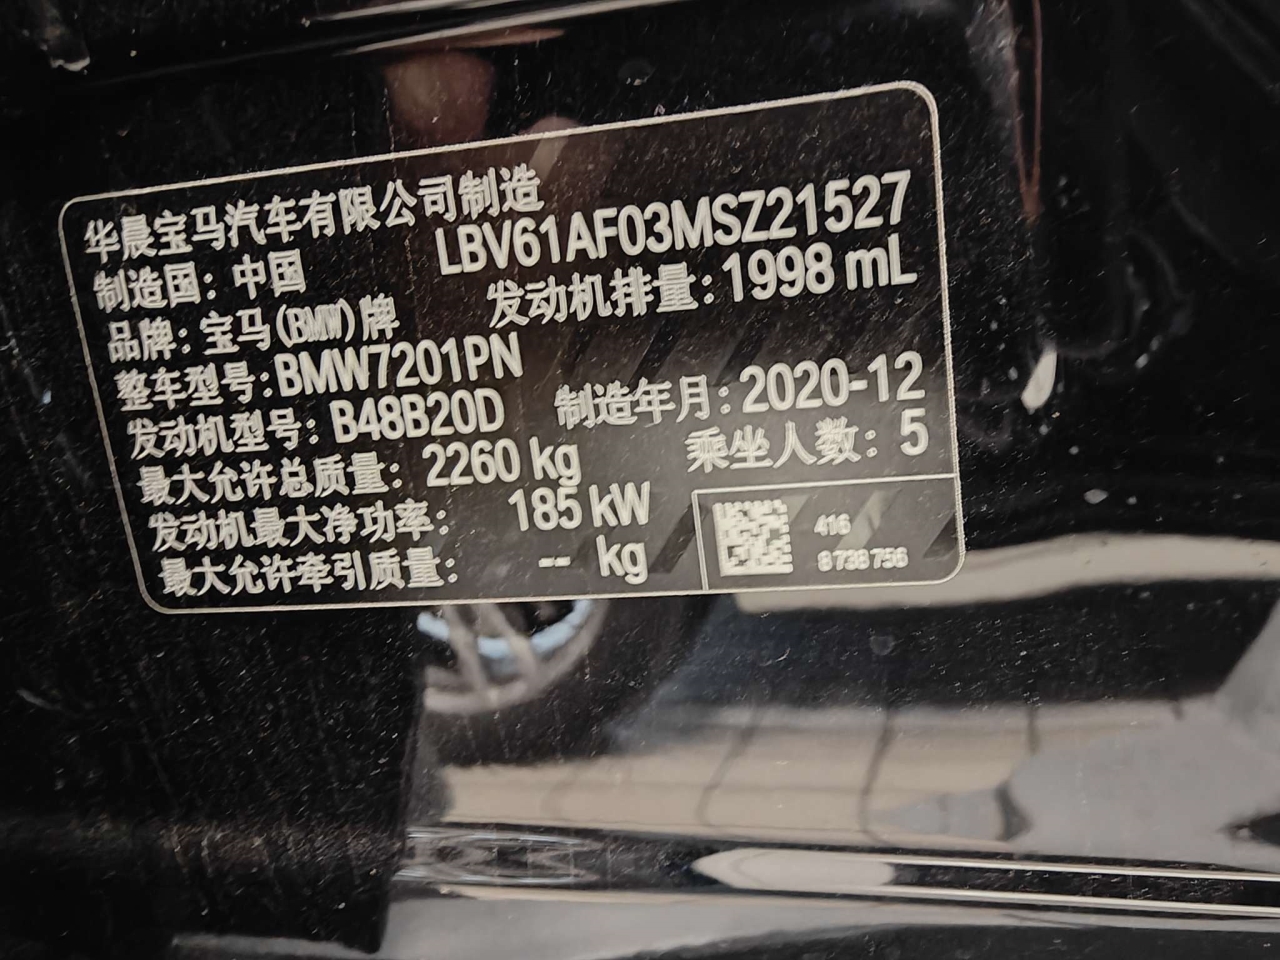 华晨宝马汽车有限公司制造
制造国：中国 LBV61AF03MSZ21527
品牌：宝马(BMW)牌 发动机排量：1998 mL
整车型号：BMW7201PN
发动机型号：B48B20D 制造年月：2020-12
最大允许总质量：2260 kg 乘坐人数：5
发动机最大净功率：185 kW
最大允许牵引质量：-- kg
416
8738756